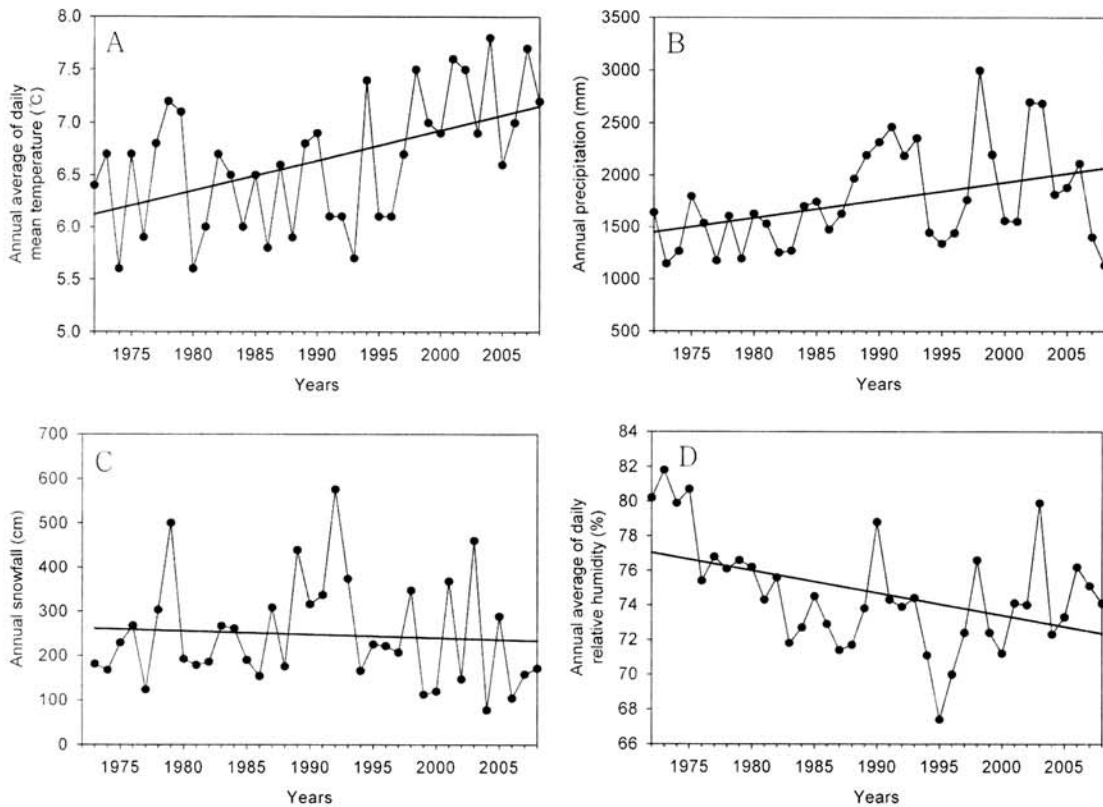 A
Annual average of daily
mean temperature (℃)
8.0
7.5
7.0
6.5
6.0
5.5
5.0
1975 1980 1985 1990 1995 2000 2005
Years
B
Annual precipitation (mm)
3500
3000
2500
2000
1500
1000
500
1975 1980 1985 1990 1995 2000 2005
Years
C
Annual snowfall (cm)
700
600
500
400
300
200
100
0
1975 1980 1985 1990 1995 2000 2005
Years
D
Annual average of daily
relative humidity (%)
84
82
80
78
76
74
72
70
68
66
1975 1980 1985 1990 1995 2000 2005
Years